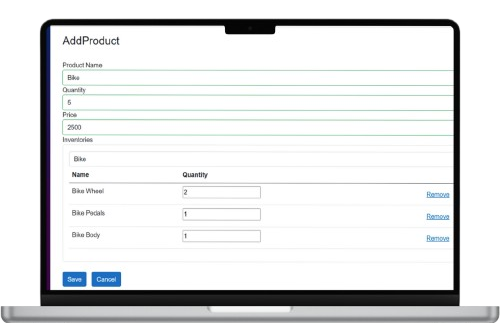 AddProduct
Product Name
Bike
Quantity
5
Price
2500
Inventories
Bike
Name Quantity
Bike Wheel 2 Remove
Bike Pedals 1 Remove
Bike Body 1 Remove
Save Cancel